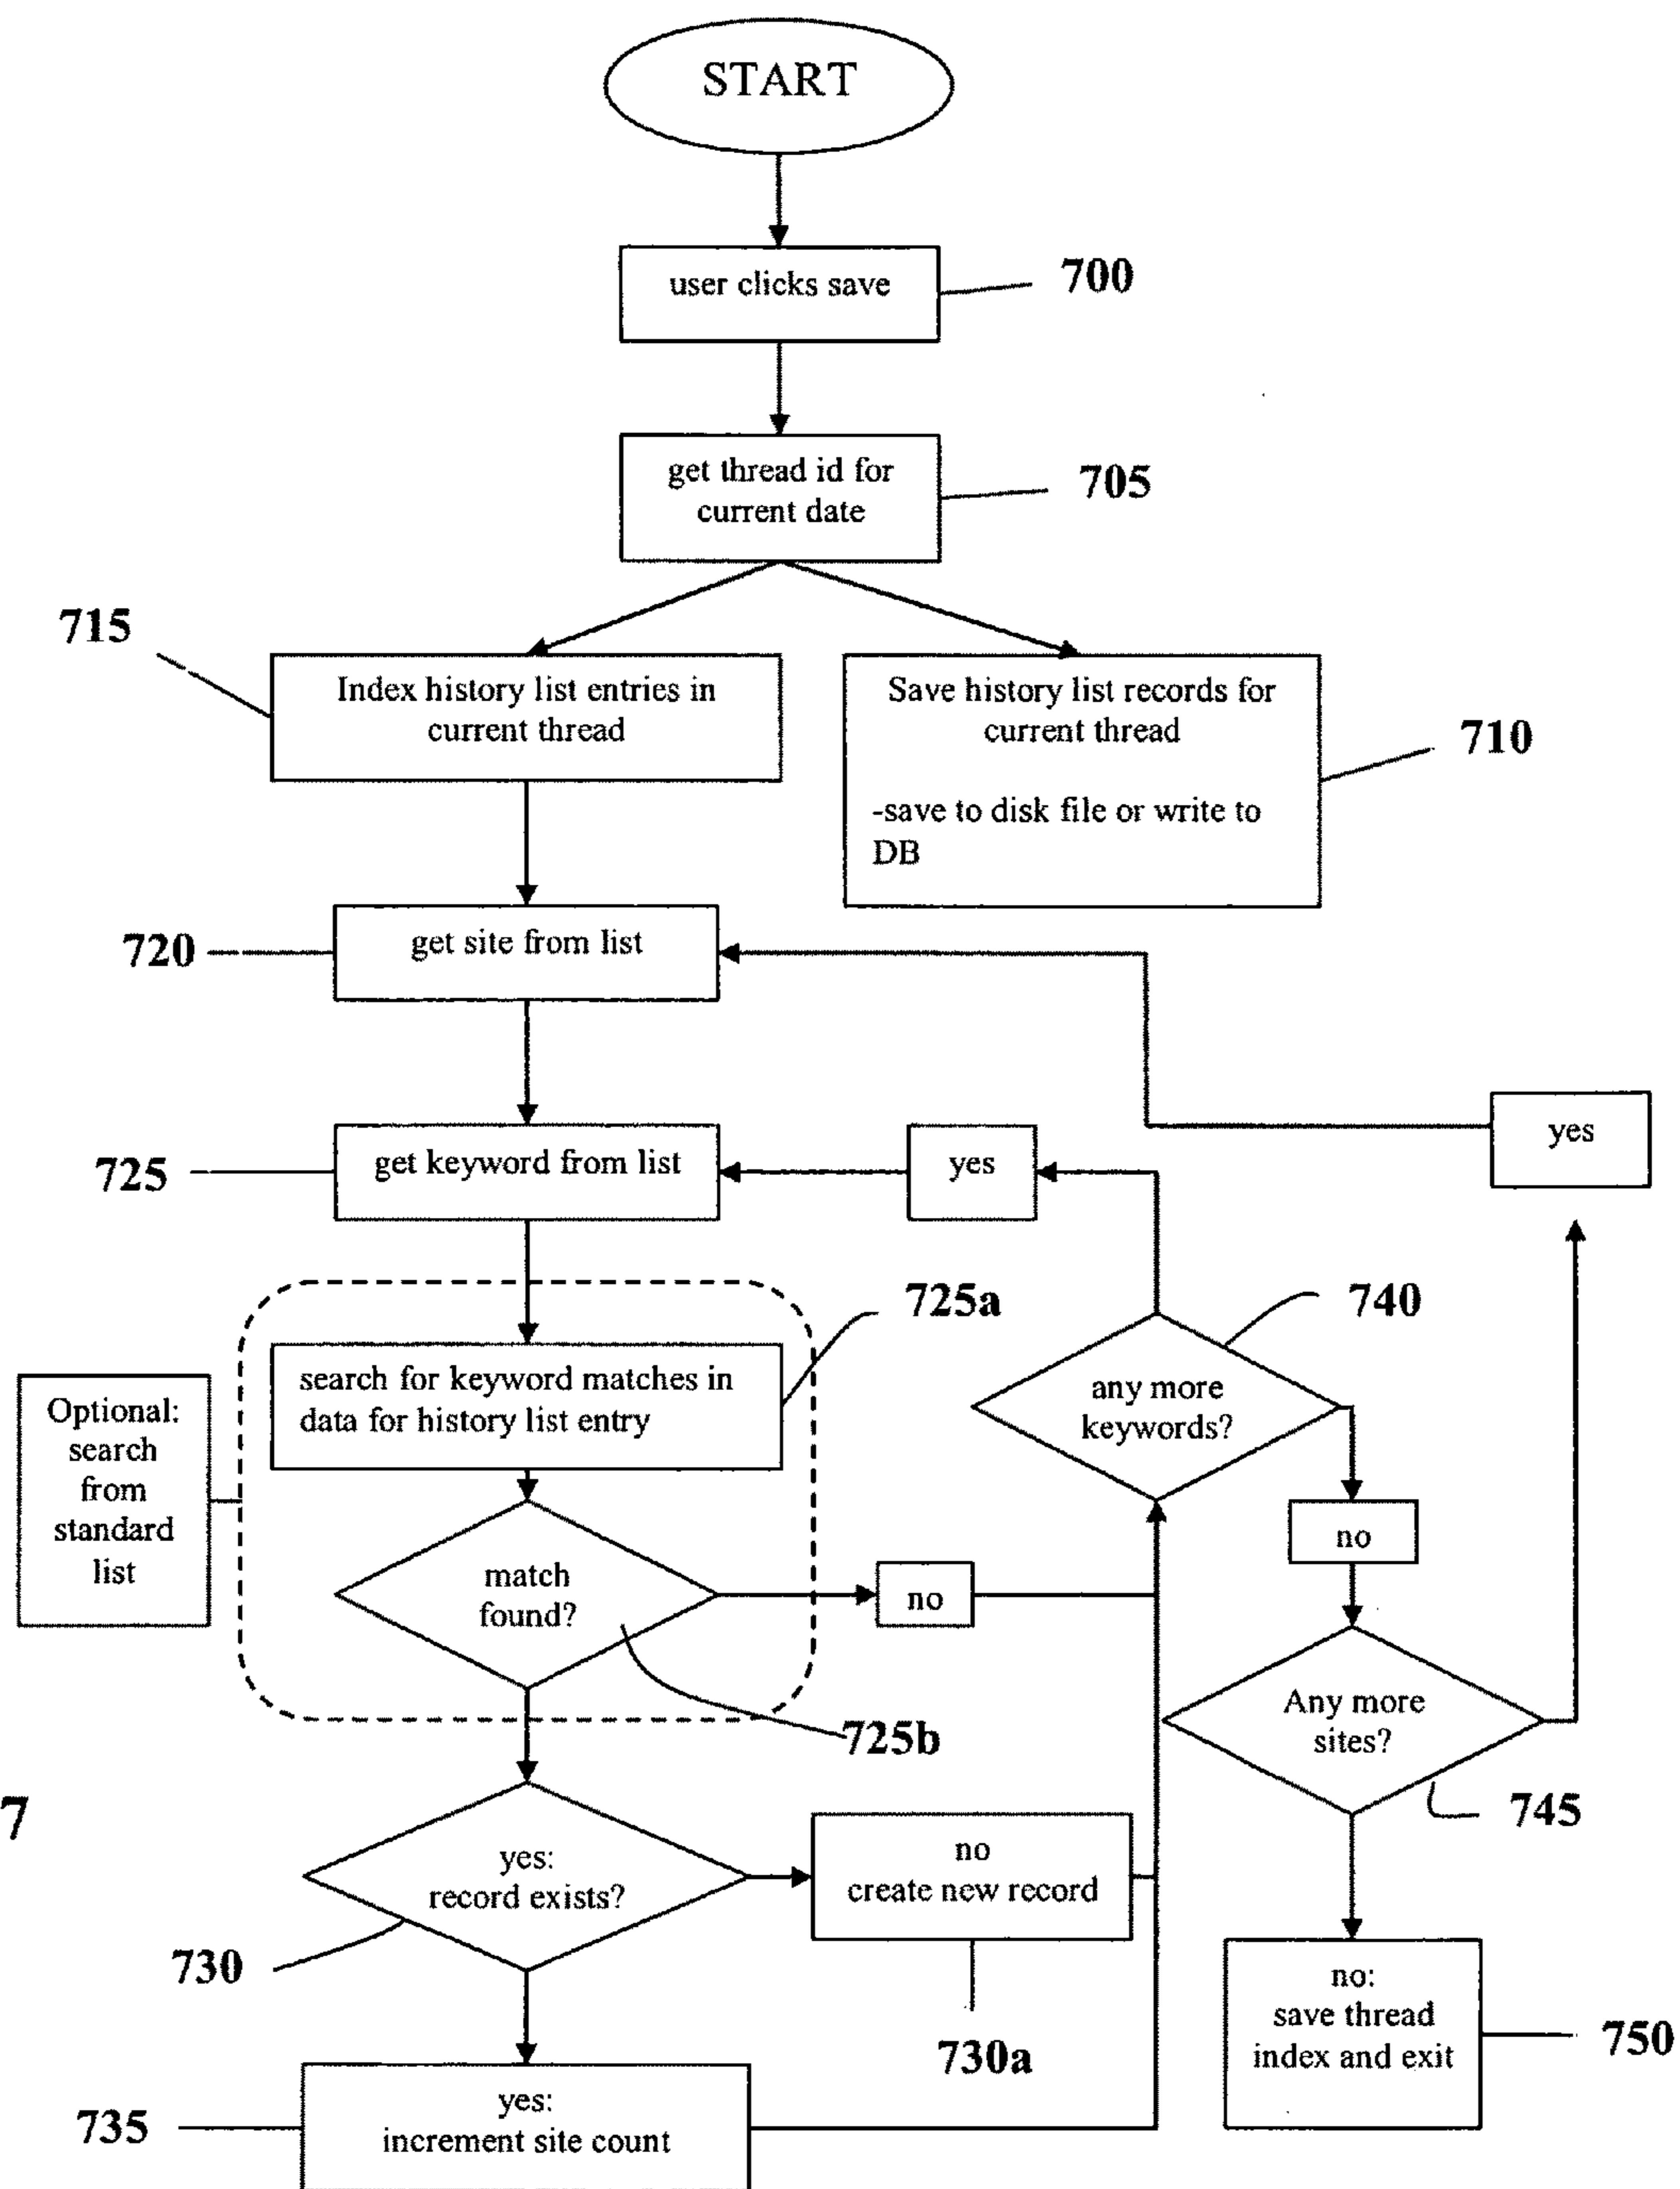 START
user clicks save
700
get thread id for
current date
705
715
Index history list entries in
current thread
Save history list records for
current thread
-save to disk file or write to
DB
710
720
get site from list
yes
725
get keyword from list
yes
725a
740
search for keyword matches in
data for history list entry
any more
keywords?
Optional:
search
from
standard
list
no
match
found?
no
Any more
sites?
725b
745
7
yes:
record exists?
no
create new record
730
730a
no:
save thread
index and exit
750
735
yes:
increment site count